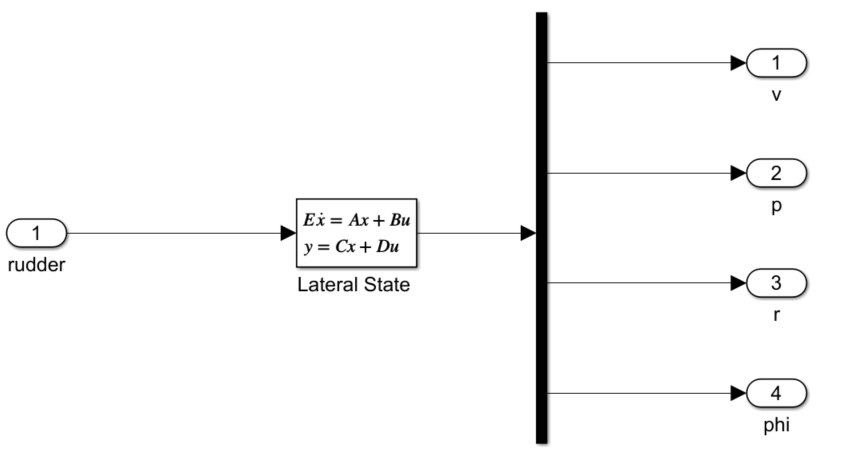 1
rudder
Eẋ = Ax + Bu
y = Cx + Du
Lateral State
1
v
2
p
3
r
4
phi